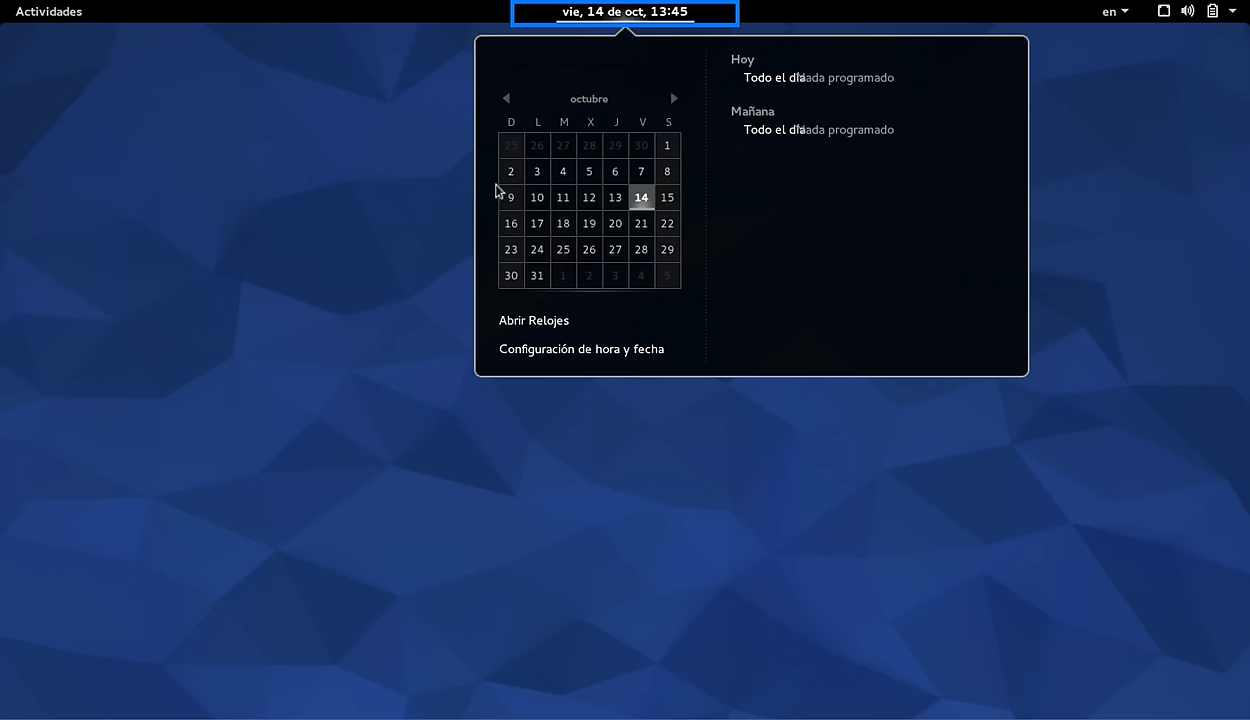 Actividades vie, 14 de oct, 13:45 en
octubre
D L M X J V S
25 26 27 28 29 30 1
2 3 4 5 6 7 8
9 10 11 12 13 14 15
16 17 18 19 20 21 22
23 24 25 26 27 28 29
30 31 1 2 3 4 5
Abrir Relojes
Configuración de hora y fecha
Hoy
Todo el día Nada programado
Mañana
Todo el día Nada programado